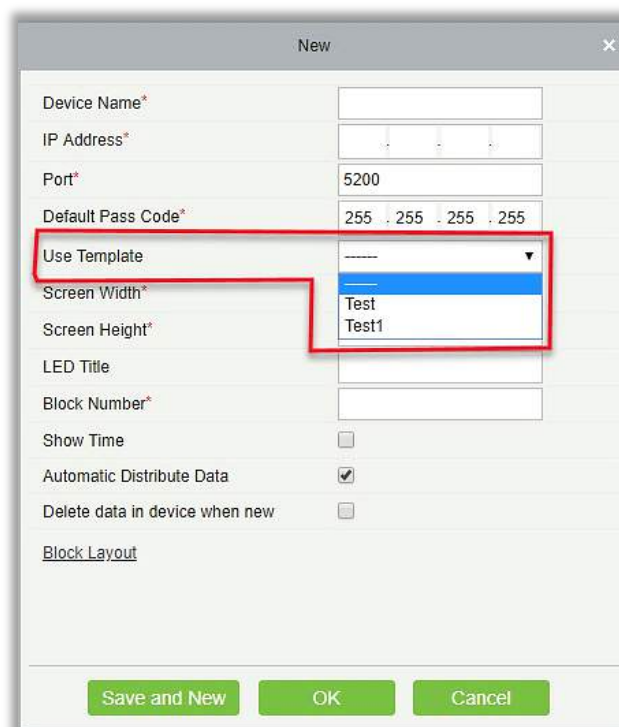 New ×
Device Name*
IP Address* . . .
Port* 5200
Default Pass Code* 255 . 255 . 255 . 255
Use Template ------
------
Screen Width*
Test
Screen Height*
Test1
LED Title
Block Number*
Show Time
Automatic Distribute Data
Delete data in device when new
Block Layout
Save and New OK Cancel